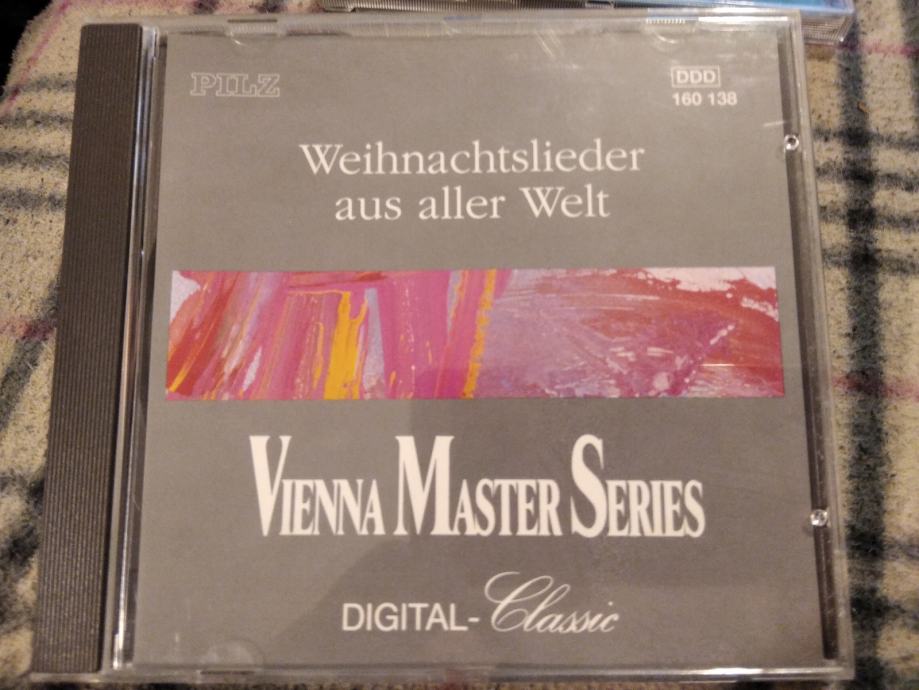 PILZ
DDD
160 138
Weihnachtslieder
aus aller Welt
VIENNA MASTER SERIES
DIGITAL-Classic